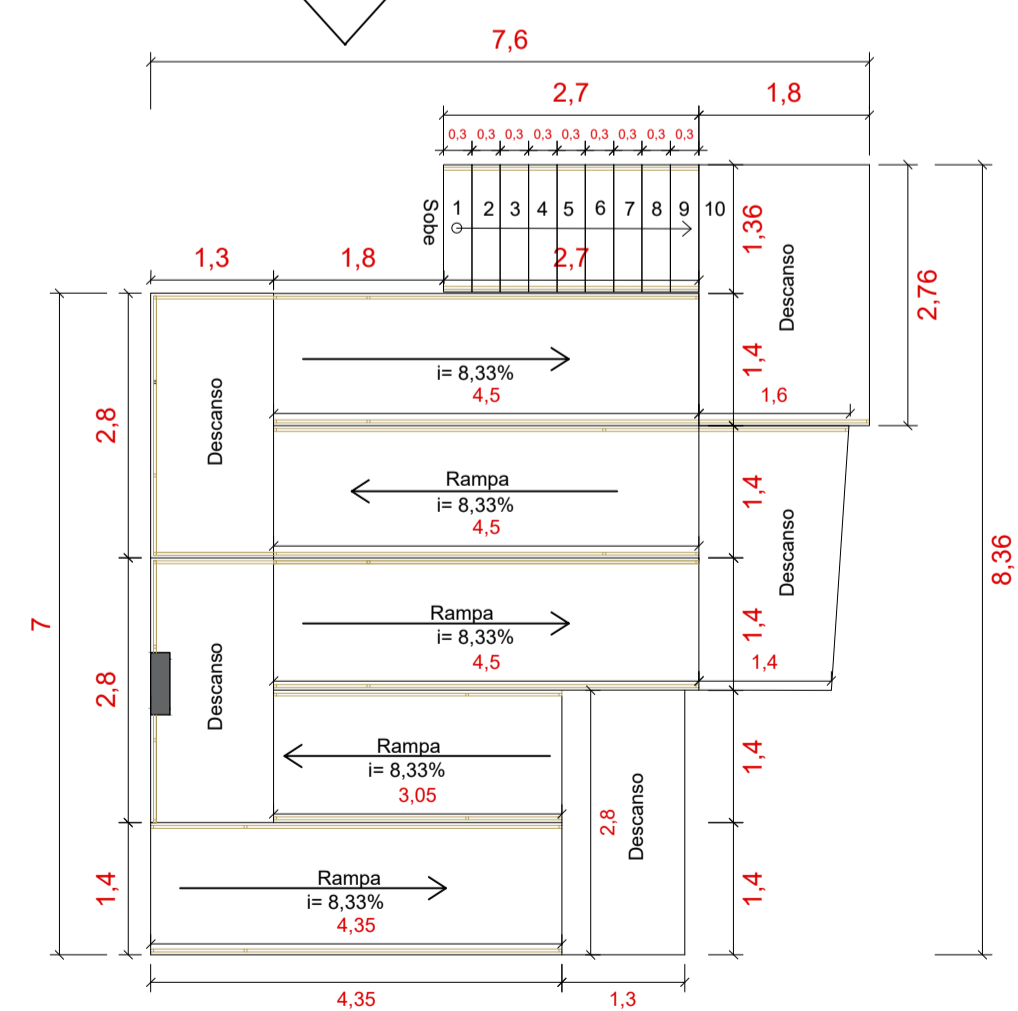 7,6
2,7
1,8
0,3 0,3 0,3 0,3 0,3 0,3 0,3 0,3 0,3
Sobe
1 2 3 4 5 6 7 8 9 10
1,36
Descanso
2,76
1,3
1,8
2,7
i= 8,33%
4,5
1,4
1,6
2,8
Descanso
Rampa
i= 8,33%
4,5
1,4
Descanso
8,36
7
Rampa
i= 8,33%
4,5
1,4
1,4
2,8
Descanso
Rampa
i= 8,33%
3,05
1,4
2,8
Descanso
1,4
Rampa
i= 8,33%
4,35
1,4
4,35
1,3